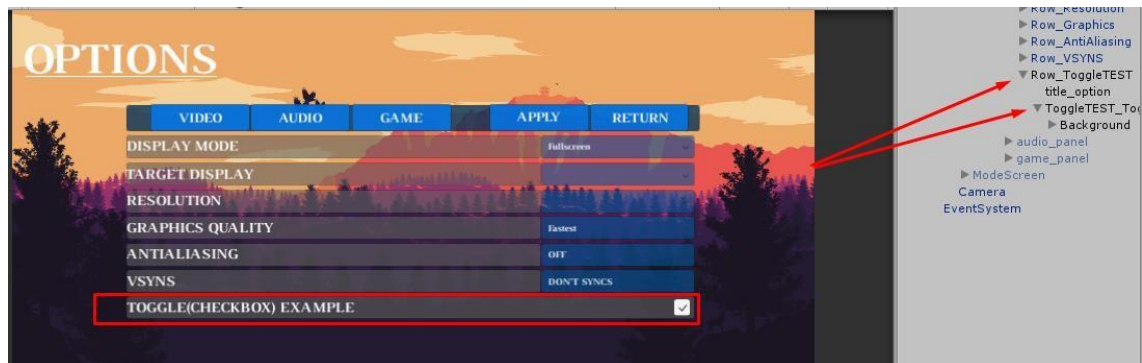 OPTIONS
VIDEO AUDIO GAME APPLY RETURN
DISPLAY MODE Fullscreen
TARGET DISPLAY
RESOLUTION
GRAPHICS QUALITY Fastest
ANTIALIASING OFF
VSYNS DON'T SYNCS
TOGGLE(CHECKBOX) EXAMPLE
Row_Resolution
Row_Graphics
Row_AntiAliasing
Row_VSYNS
Row_ToggleTEST
title_option
ToggleTEST_Tog
Background
audio_panel
game_panel
ModeScreen
Camera
EventSystem